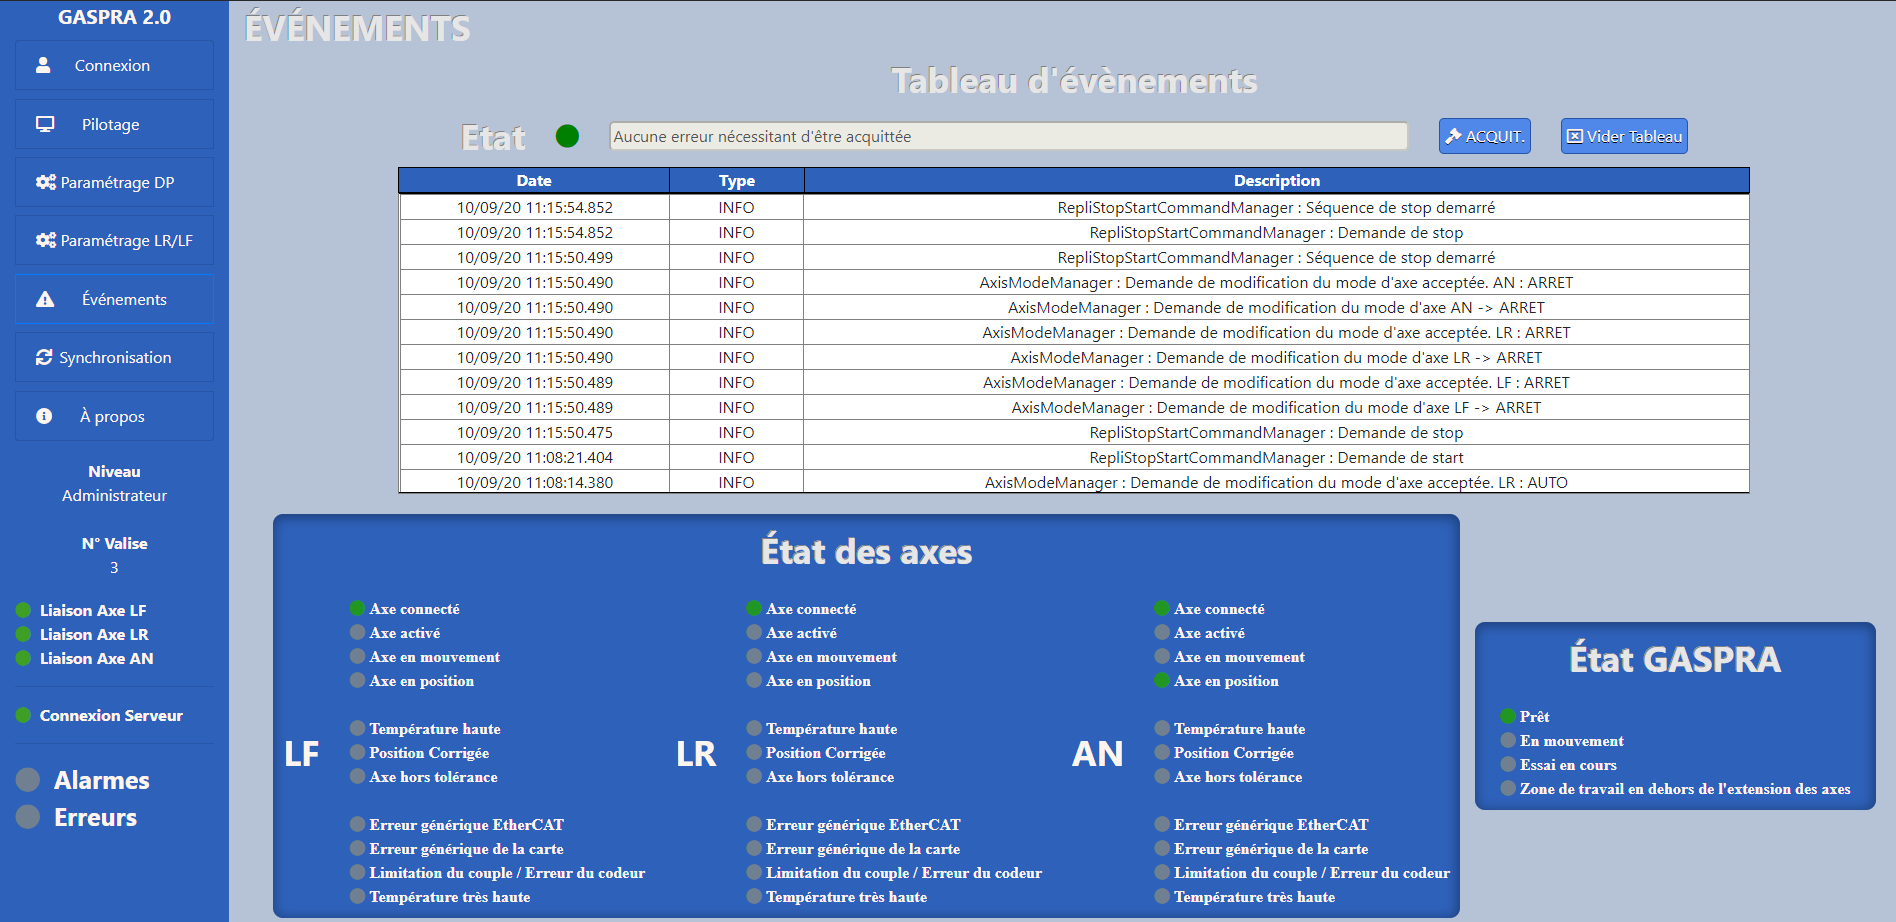 GASPRA 2.0
Connexion
Pilotage
Paramétrage DP
Paramétrage LR/LF
Événements
Synchronisation
À propos
Niveau
Administrateur
N° Valise
3
Liaison Axe LF
Liaison Axe LR
Liaison Axe AN
Connexion Serveur
Alarmes
Erreurs
ÉVÉNEMENTS
Tableau d'évènements
Etat Aucune erreur nécessitant d'être acquittée ACQUIT. Vider Tableau
Date Type Description
10/09/20 11:15:54.852 INFO RepliStopStartCommandManager : Séquence de stop demarré
10/09/20 11:15:54.852 INFO RepliStopStartCommandManager : Demande de stop
10/09/20 11:15:50.499 INFO RepliStopStartCommandManager : Séquence de stop demarré
10/09/20 11:15:50.490 INFO AxisModeManager : Demande de modification du mode d'axe acceptée. AN : ARRET
10/09/20 11:15:50.490 INFO AxisModeManager : Demande de modification du mode d'axe AN -> ARRET
10/09/20 11:15:50.490 INFO AxisModeManager : Demande de modification du mode d'axe acceptée. LR : ARRET
10/09/20 11:15:50.490 INFO AxisModeManager : Demande de modification du mode d'axe LR -> ARRET
10/09/20 11:15:50.489 INFO AxisModeManager : Demande de modification du mode d'axe acceptée. LF : ARRET
10/09/20 11:15:50.489 INFO AxisModeManager : Demande de modification du mode d'axe LF -> ARRET
10/09/20 11:15:50.475 INFO RepliStopStartCommandManager : Demande de stop
10/09/20 11:08:21.404 INFO RepliStopStartCommandManager : Demande de start
10/09/20 11:08:14.380 INFO AxisModeManager : Demande de modification du mode d'axe acceptée. LR : AUTO
État des axes
LF
Axe connecté
Axe activé
Axe en mouvement
Axe en position
Température haute
Position Corrigée
Axe hors tolérance
Erreur générique EtherCAT
Erreur générique de la carte
Limitation du couple / Erreur du codeur
Température très haute
LR
Axe connecté
Axe activé
Axe en mouvement
Axe en position
Température haute
Position Corrigée
Axe hors tolérance
Erreur générique EtherCAT
Erreur générique de la carte
Limitation du couple / Erreur du codeur
Température très haute
AN
Axe connecté
Axe activé
Axe en mouvement
Axe en position
Température haute
Position Corrigée
Axe hors tolérance
Erreur générique EtherCAT
Erreur générique de la carte
Limitation du couple / Erreur du codeur
Température très haute
État GASPRA
Prêt
En mouvement
Essai en cours
Zone de travail en dehors de l'extension des axes